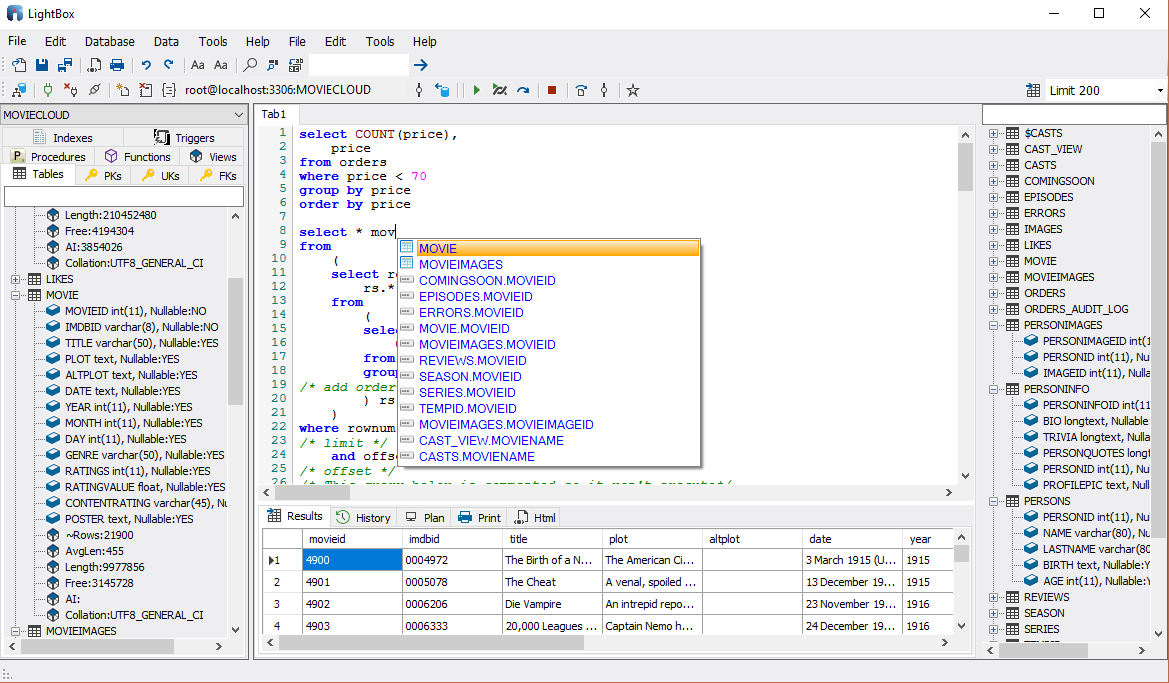 LightBox
File Edit Database Data Tools Help File Edit Tools Help
Aa Aa
root@localhost:3306:MOVIECLOUD
Limit 200
MOVIECLOUD
Indexes Triggers
P Procedures Functions Views
Tables PKs UKs FKs
Length:210452480
Free:4194304
AI:3854026
Collation:UTF8_GENERAL_CI
LIKES
MOVIE
MOVIEID int(11), Nullable:NO
IMDBID varchar(8), Nullable:NO
TITLE varchar(50), Nullable:YES
PLOT text, Nullable:YES
ALTPLOT text, Nullable:YES
DATE text, Nullable:YES
YEAR int(11), Nullable:YES
MONTH int(11), Nullable:YES
DAY int(11), Nullable:YES
GENRE varchar(50), Nullable:YES
RATINGS int(11), Nullable:YES
RATINGVALUE float, Nullable:YES
CONTENTRATING varchar(45), Nu
POSTER text, Nullable:YES
~Rows:21900
AvgLen:455
Length:9977856
Free:3145728
AI:
Collation:UTF8_GENERAL_CI
MOVIEIMAGES
Tab1
1 select COUNT(price),
2 price
3 from orders
4 where price < 70
5 group by price
6 order by price
7
8 select * mov
9 from
10 (
11 select r
12 rs.*
13 from
14 (
15 sele
16
17 from
18 grou
19 /* add order
20 ) rs
21 )
22 where rownum
23 /* limit */
24 and offs
25 /* offset */
26
MOVIE
MOVIEIMAGES
COMINGSOON.MOVIEID
EPISODES.MOVIEID
ERRORS.MOVIEID
MOVIE.MOVIEID
MOVIEIMAGES.MOVIEID
REVIEWS.MOVIEID
SEASON.MOVIEID
SERIES.MOVIEID
TEMPID.MOVIEID
MOVIEIMAGES.MOVIEIMAGEID
CAST_VIEW.MOVIENAME
CASTS.MOVIENAME
Results History Plan Print Html
movieid imdbid title plot altplot date year
1 4900 0004972 The Birth of a N... The American Ci... 3 March 1915 (U... 1915
2 4901 0005078 The Cheat A venal, spoiled ... 13 December 19... 1915
3 4902 0006206 Die Vampire An intrepid repo... 23 November 19... 1916
4 4903 0006333 20,000 Leagues ... Captain Nemo h... 24 December 19... 1916
$CASTS
CAST_VIEW
CASTS
COMINGSOON
EPISODES
ERRORS
IMAGES
LIKES
MOVIE
MOVIEIMAGES
ORDERS
ORDERS_AUDIT_LOG
PERSONIMAGES
PERSONIMAGEID int(1
PERSONID int(11), Nu
IMAGEID int(11), Nulla
PERSONINFO
PERSONINFOID int(11
BIO longtext, Nullable
TRIVIA longtext, Nulla
PERSONQUOTES longt
PERSONID int(11), Nu
PROFILEPIC text, Null
PERSONS
PERSONID int(11), Nu
NAME varchar(80), Nu
LASTNAME varchar(80
BIRTH text, Nullable:Y
AGE int(11), Nullable:Y
REVIEWS
SEASON
SERIES